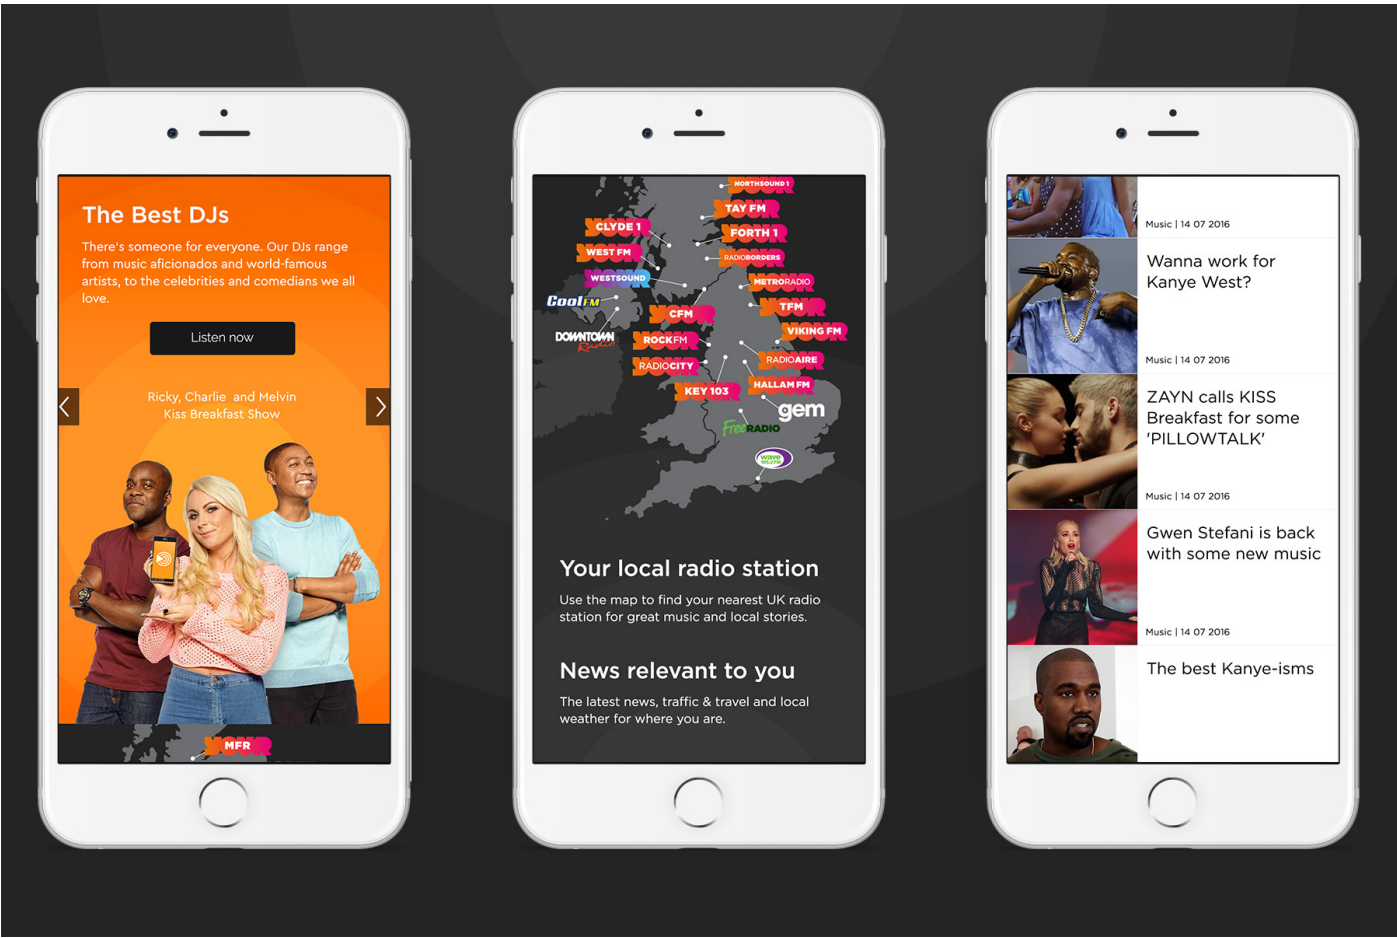 The Best DJs
There's someone for everyone. Our DJs range
from music aficionados and world-famous
artists, to the celebrities and comedians we all
love.
Listen now
Ricky, Charlie and Melvin
Kiss Breakfast Show
MFR
NORTHSOUND 1
TAY FM
CLYDE 1
FORTH 1
WEST FM
RADIOBORDERS
WESTSOUND
METRORADIO
Cool FM
TFM
CFM
DOWNTOWN
Radio
VIKING FM
ROCKFM
RADIOAIRE
RADIOCITY
HALLAM FM
KEY 103
gem
FreeRADIO
wave
105.2FM
Your local radio station
Use the map to find your nearest UK radio
station for great music and local stories.
News relevant to you
The latest news, traffic & travel and local
weather for where you are.
Music | 14 07 2016
Wanna work for
Kanye West?
Music | 14 07 2016
ZAYN calls KISS
Breakfast for some
'PILLOWTALK'
Music | 14 07 2016
Gwen Stefani is back
with some new music
Music | 14 07 2016
The best Kanye-isms